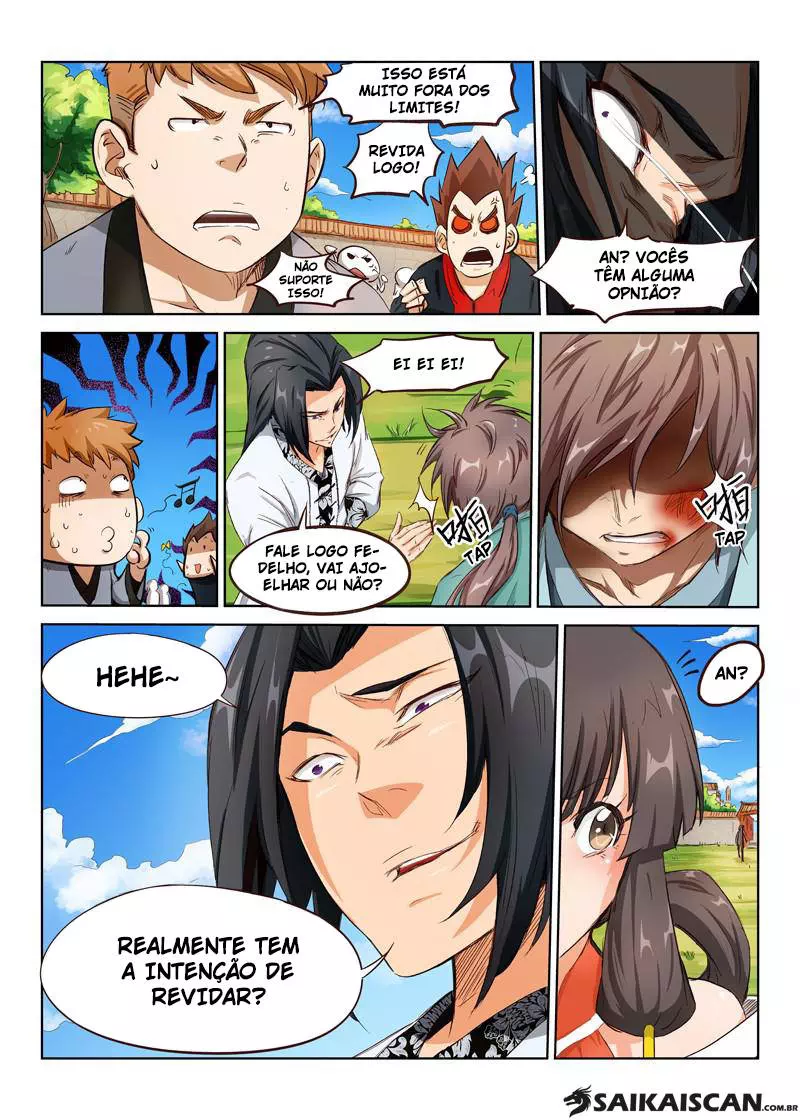 ISSO ESTÁ
MUITO FORA DOS
LIMITES!
REVIDA
LOGO!
NÃO
SUPORTE
ISSO!
AN? VOCÊS
TÊM ALGUMA
OPNIÃO?
EI EI EI!
FALE LOGO FE-
DELHO, VAI AJO-
ELHAR OU NÃO?
啪
TAP
啪
TAP
HEHE~
AN?
REALMENTE TEM
A INTENÇÃO DE
REVIDAR?
SAIKAISCAN.COM.BR